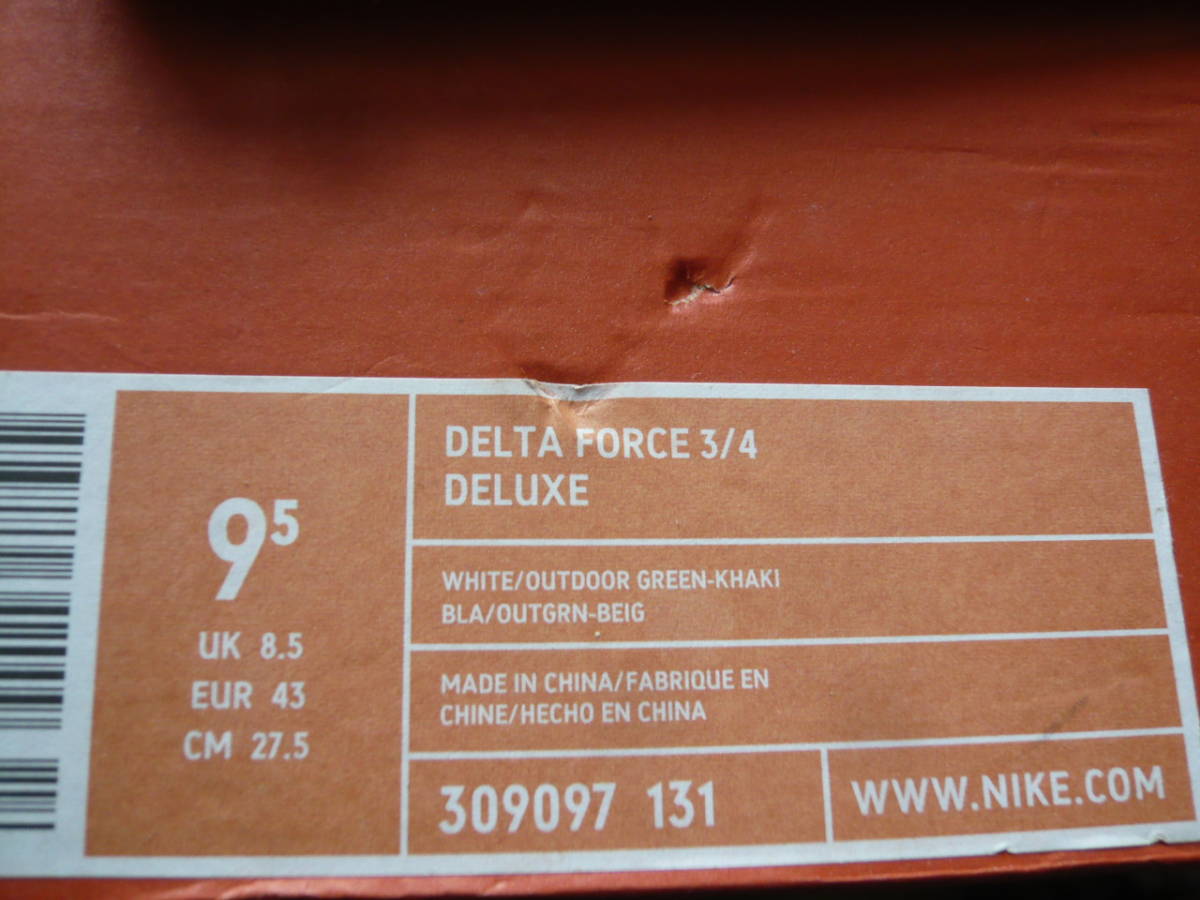 9⁵
UK 8.5
EUR 43
CM 27.5
DELTA FORCE 3/4
DELUXE
WHITE/OUTDOOR GREEN-KHAKI
BLA/OUTGRN-BEIG
MADE IN CHINA/FABRIQUE EN
CHINE/HECHO EN CHINA
309097 131
WWW.NIKE.COM